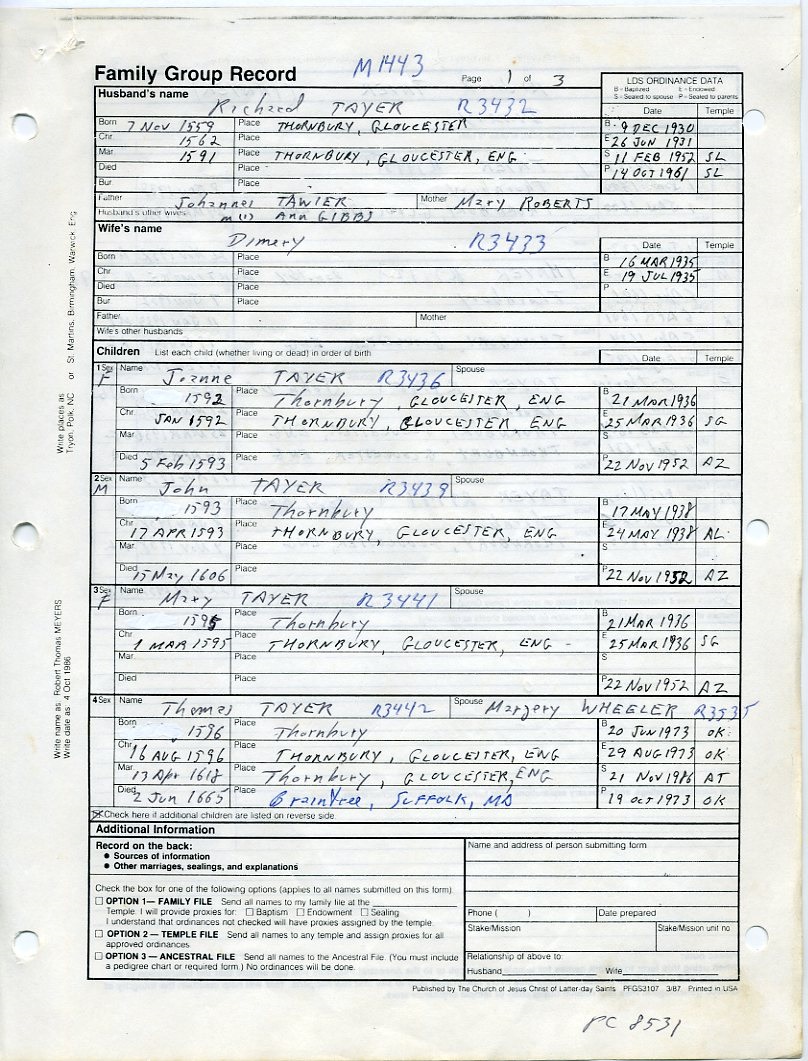 Family Group Record M1443 Page 1 of 3
LDS ORDINANCE DATA
B - Baptized E - Endowed
S - Sealed to spouse P - Sealed to parents
Husband's name Richard TAYER R3432 Date Temple
Born 7 Nov 1559 Place THORNBURY, GLOUCESTER B 9 DEC 1930
Chr. 1562 Place E 26 JUN 1931
Mar. 1591 Place THORNBURY, GLOUCESTER, ENG S 11 FEB 1952 SL
Died Place P 14 OCT 1961 SL
Bur. Place
Father Johannes TAWIER Mother Mary ROBERTS
Husband's other wives m (1) Ann GIBBS
Wife's name Dimery R3433 Date Temple
Born Place B 16 MAR 1935
Chr. Place E 19 JUL 1935
Died Place P
Bur. Place
Father Mother
Wife's other husbands
Children List each child (whether living or dead) in order of birth Date Temple
1 Sex F Name Joanne TAYER R3436 Spouse
Born 1592 Place Thornbury, GLOUCESTER, ENG B 21 MAR 1936
Chr. JAN 1592 Place THORNBURY, GLOUCESTER, ENG E 25 MAR 1936 SG
Mar. Place S
Died 5 Feb 1593 Place P 22 NOV 1952 AZ
2 Sex M Name John TAYER R3439 Spouse
Born 1593 Place Thornbury B 17 MAY 1938
Chr. 17 APR 1593 Place THORNBURY, GLOUCESTER, ENG E 24 MAY 1938 AL
Mar. Place S
Died 15 May 1606 Place P 22 Nov 1952 AZ
3 Sex F Name Mary TAYER R3441 Spouse
Born 1595 Place Thornbury B 21 MAR 1936
Chr. 1 MAR 1595 Place THORNBURY, GLOUCESTER, ENG E 25 MAR 1936 SG
Mar. Place S
Died Place P 22 Nov 1952 AZ
4 Sex Name Thomas TAYER R3442 Spouse Margery WHEELER R3535
Born 1596 Place Thornbury B 20 JUN 1973 OK
Chr. 16 AUG 1596 Place THORNBURY, GLOUCESTER, ENG E 29 AUG 1973 OK
Mar. 13 Apr 1618 Place Thornbury, GLOUCESTER, ENG S 21 NOV 1986 AT
Died 2 Jun 1665 Place Braintree, SUFFOLK, MA P 19 Oct 1973 OK
Check here if additional children are listed on reverse side.
Additional Information
Record on the back:
• Sources of information
• Other marriages, sealings, and explanations
Name and address of person submitting form
Check the box for one of the following options (applies to all names submitted on this form)
OPTION 1— FAMILY FILE Send all names to my family file at the
Temple. I will provide proxies for: Baptism Endowment Sealing
I understand that ordinances not checked will have proxies assigned by the temple.
OPTION 2 — TEMPLE FILE Send all names to any temple and assign proxies for all
approved ordinances.
OPTION 3 — ANCESTRAL FILE Send all names to the Ancestral File. (You must include
a pedigree chart or required form.) No ordinances will be done.
Phone ( ) Date prepared
Stake/Mission Stake/Mission unit no.
Relationship of above to:
Husband Wife
Published by The Church of Jesus Christ of Latter-day Saints PFGS3107 3/87 Printed in USA
PC 8531
Write places as
Tryon, Polk, NC or St. Martins, Birmingham, Warwick, Eng
Write name as: Robert Thomas MEYERS
Write date as: 4 Oct 1986